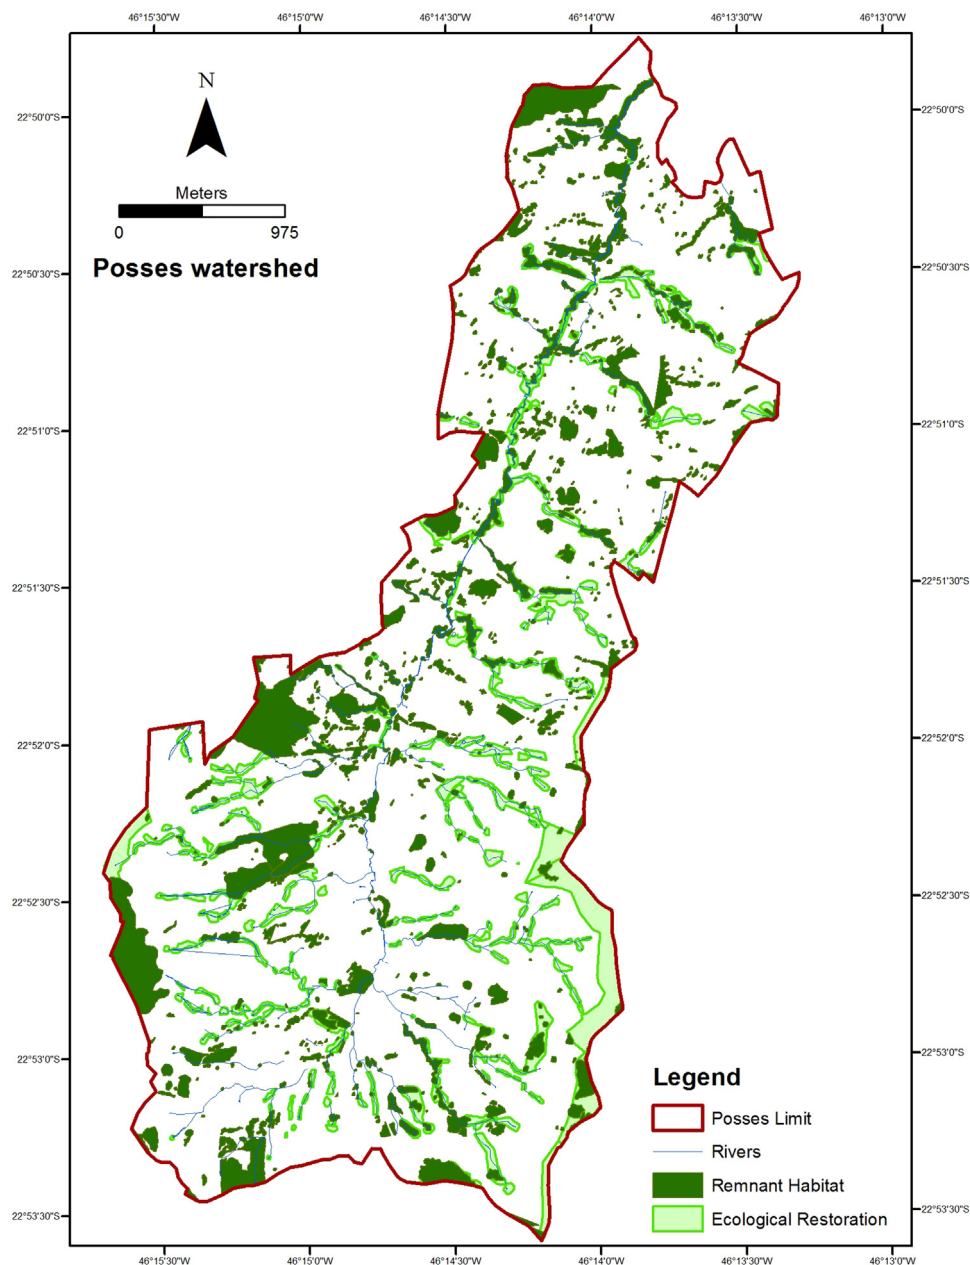 46°15'30"W 46°15'0"W 46°14'30"W 46°14'0"W 46°13'30"W 46°13'0"W
N
Meters
0 975
Posses watershed
22°50'0"S 22°50'0"S
22°50'30"S 22°50'30"S
22°51'0"S 22°51'0"S
22°51'30"S 22°51'30"S
22°52'0"S 22°52'0"S
22°52'30"S 22°52'30"S
22°53'0"S 22°53'0"S
Legend
Posses Limit
Rivers
Remnant Habitat
Ecological Restoration
22°53'30"S 22°53'30"S
46°15'30"W 46°15'0"W 46°14'30"W 46°14'0"W 46°13'30"W 46°13'0"W